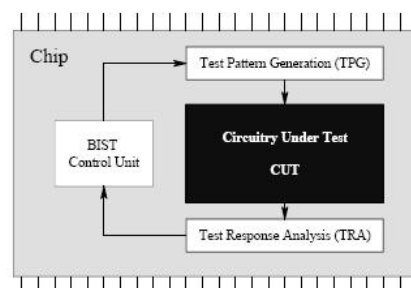 Chip
Test Pattern Generation (TPG)
Circuitry Under Test
CUT
BIST
Control Unit
Test Response Analysis (TRA)